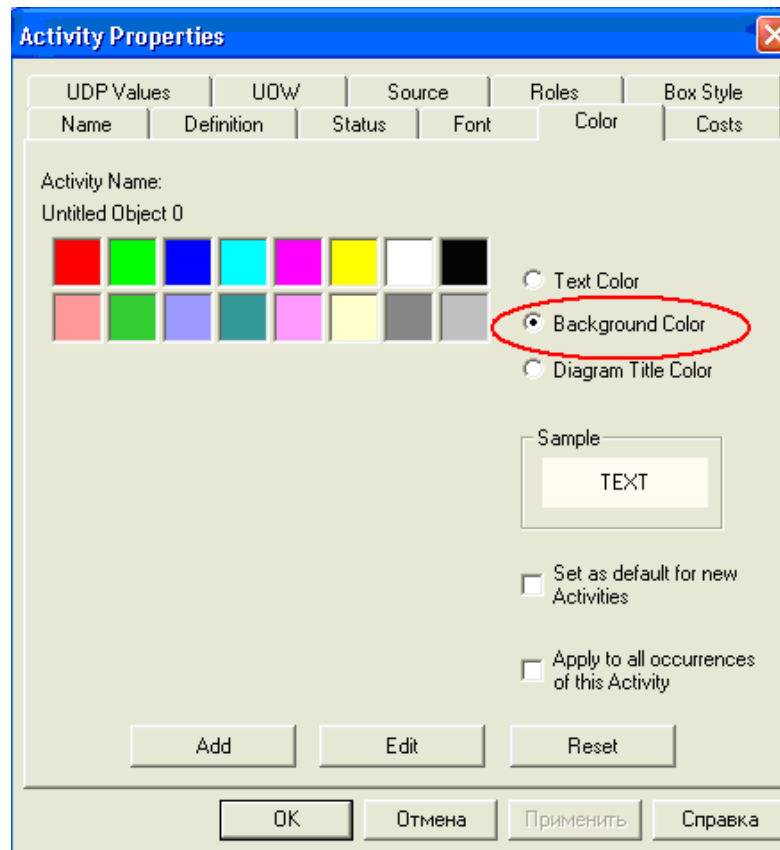 Activity Properties
UDP Values UOW Source Roles Box Style
Name Definition Status Font Color Costs
Activity Name:
Untitled Object 0
Text Color
Background Color
Diagram Title Color
Sample
TEXT
Set as default for new
Activities
Apply to all occurrences
of this Activity
Add Edit Reset
OK Отмена Применить Справка